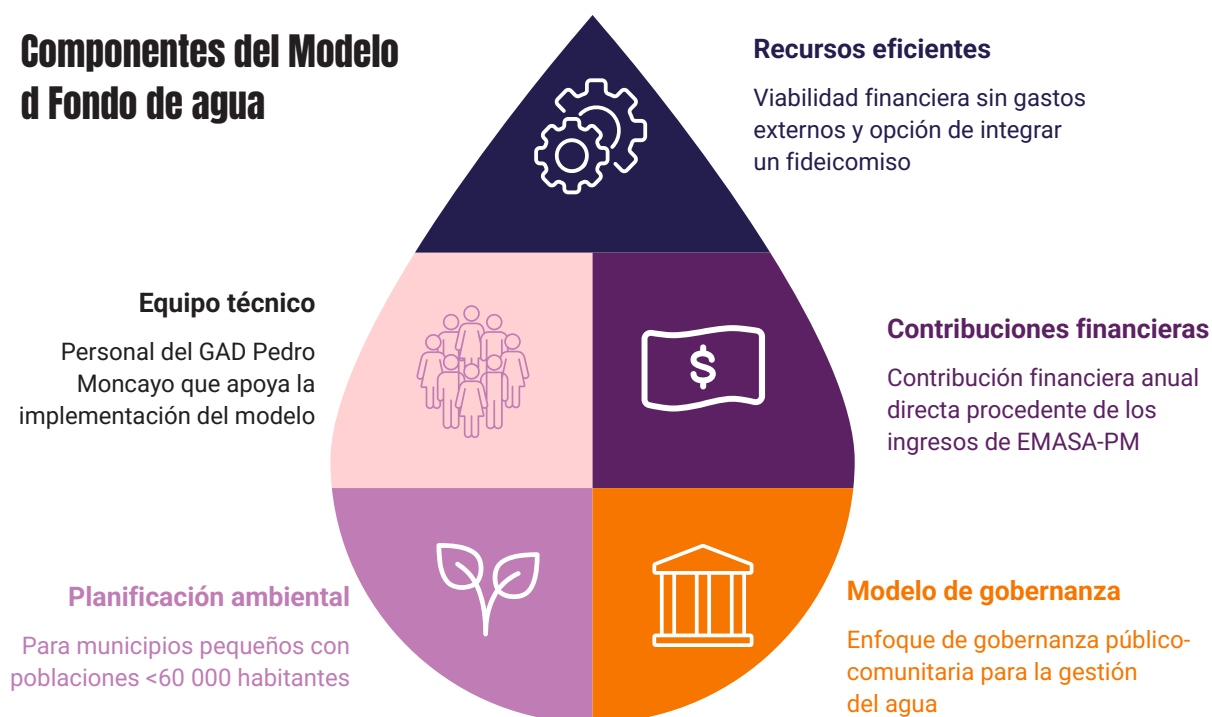 Componentes del Modelo
d Fondo de agua
Recursos eficientes
Viabilidad financiera sin gastos
externos y opción de integrar
un fideicomiso
Equipo técnico
Personal del GAD Pedro
Moncayo que apoya la
implementación del modelo
$
Contribuciones financieras
Contribución financiera anual
directa procedente de los
ingresos de EMASA-PM
Planificación ambiental
Para municipios pequeños con
poblaciones <60 000 habitantes
Modelo de gobernanza
Enfoque de gobernanza público-
comunitaria para la gestión
del agua